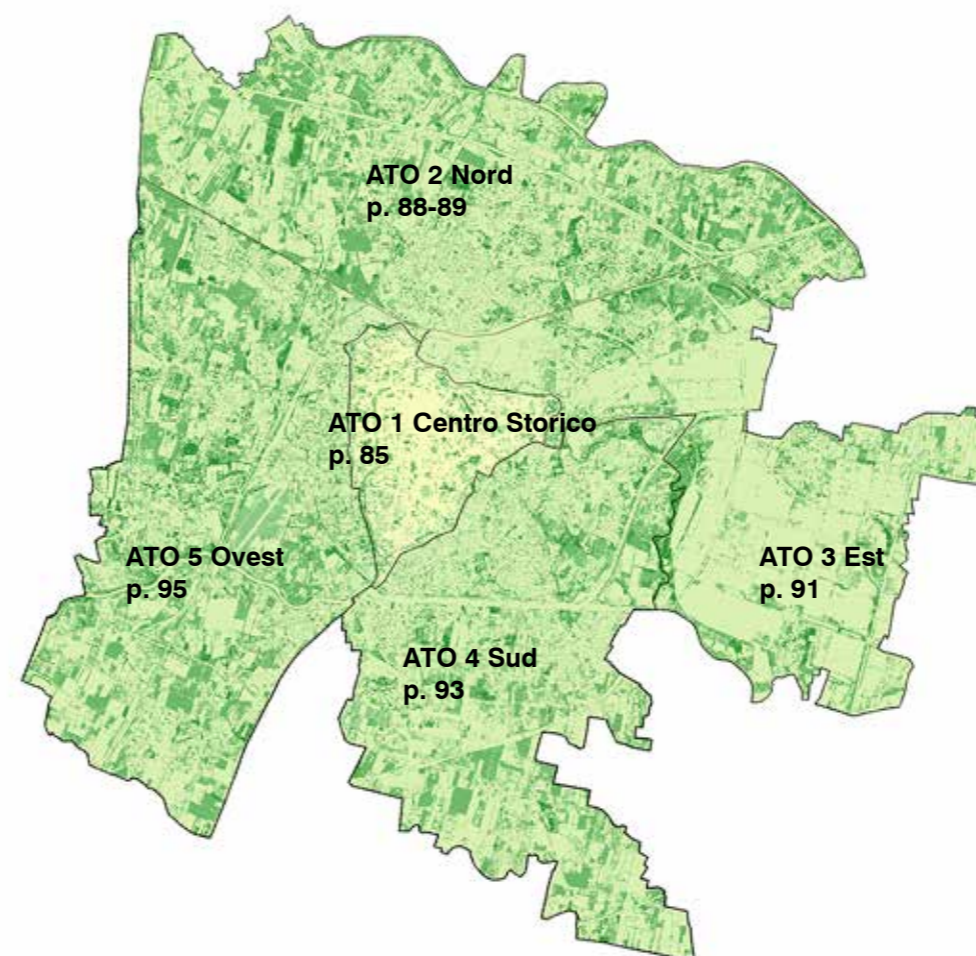 ATO 2 Nord
p. 88-89
ATO 1 Centro Storico
p. 85
ATO 5 Ovest
p. 95
ATO 3 Est
p. 91
ATO 4 Sud
p. 93